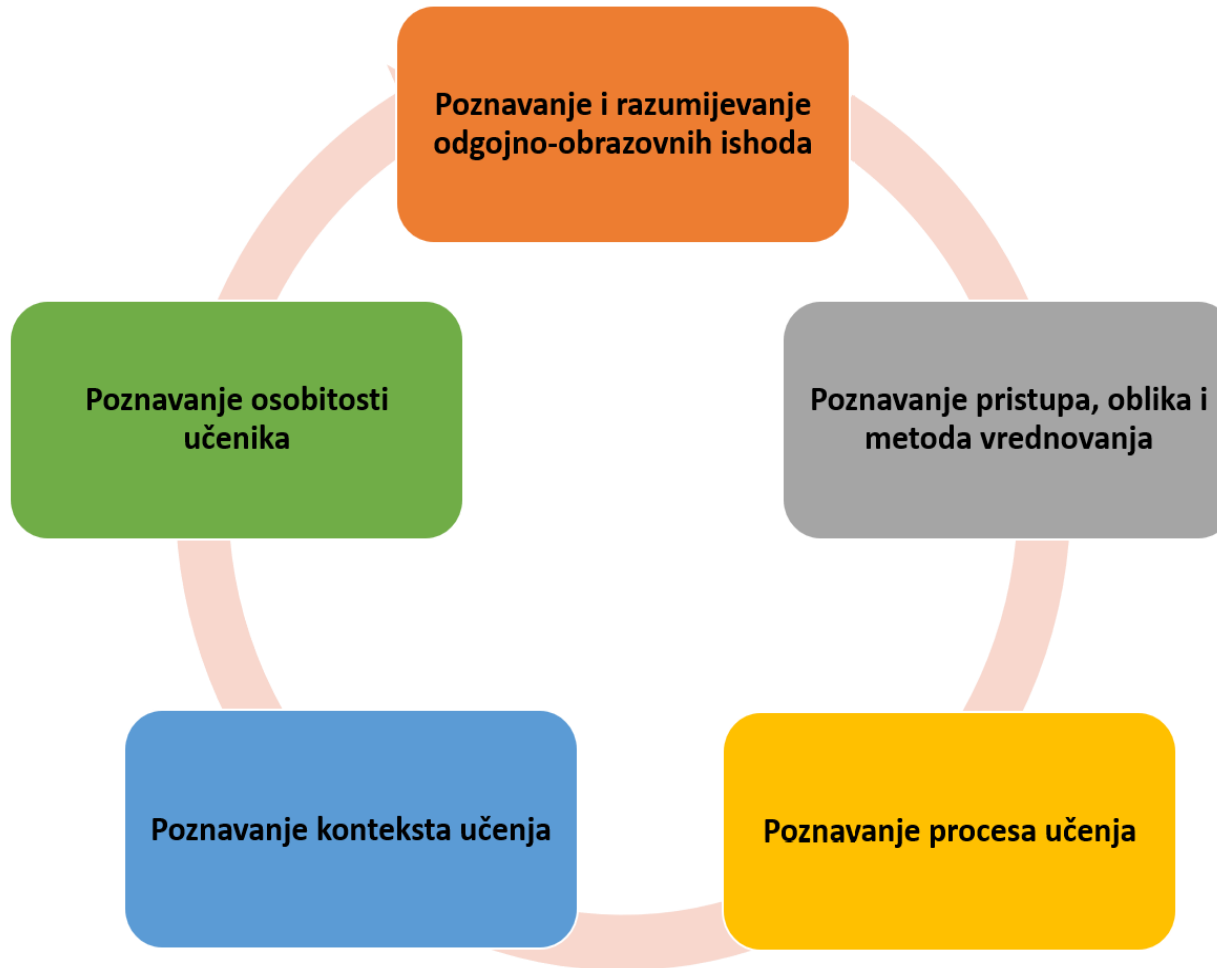 Poznavanje i razumijevanje
odgojno-obrazovnih ishoda
Poznavanje osobitosti
učenika
Poznavanje pristupa, oblika i
metoda vrednovanja
Poznavanje konteksta učenja
Poznavanje procesa učenja